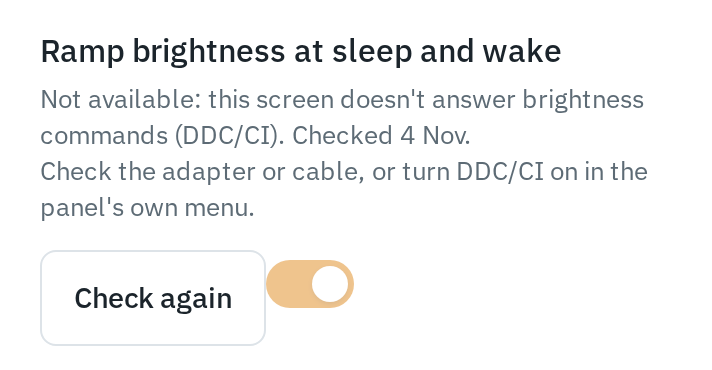 Ramp brightness at sleep and wake
Not available: this screen doesn't answer brightness
commands (DDC/CI). Checked 4 Nov.
Check the adapter or cable, or turn DDC/CI on in the
panel's own menu.
Check again